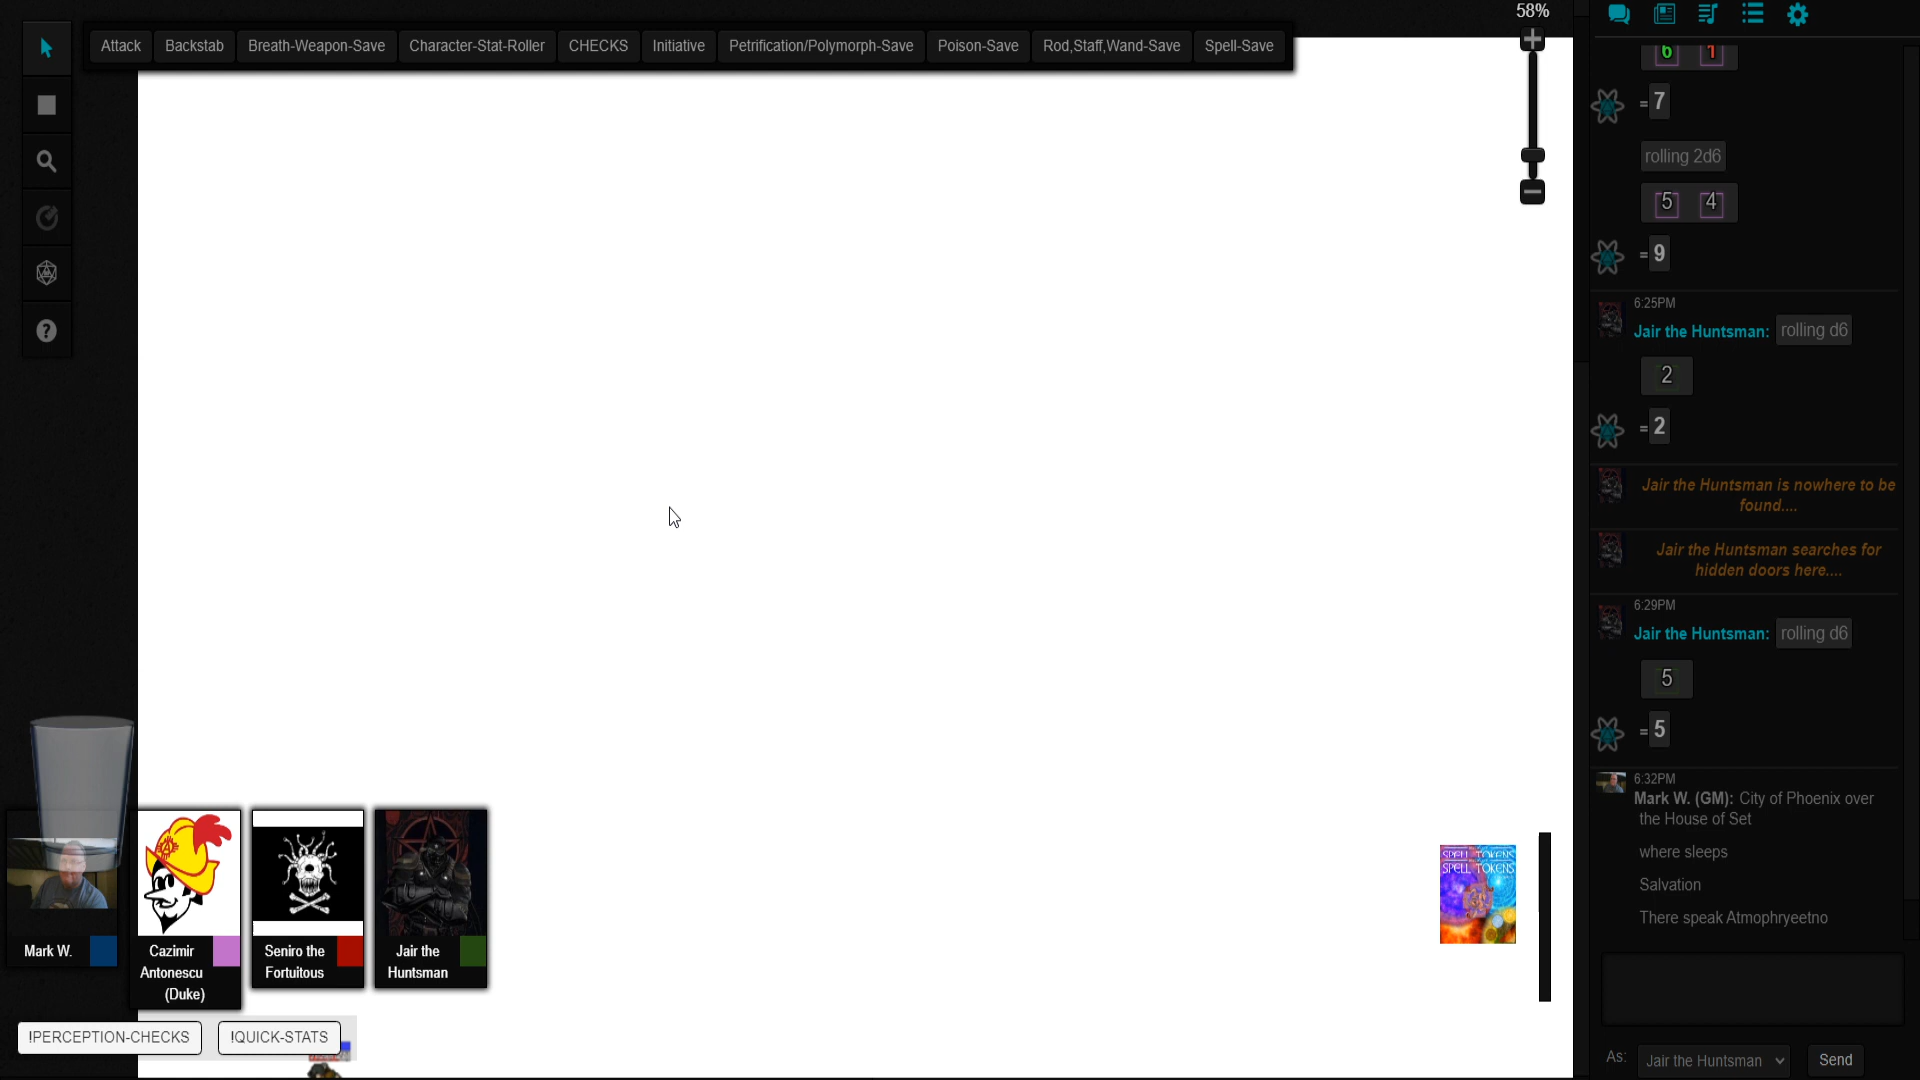 58%
Attack Backstab Breath-Weapon-Save Character-Stat-Roller CHECKS Initiative Petrification/Polymorph-Save Poison-Save Rod,Staff,Wand-Save Spell-Save
6 1
=7
rolling 2d6
5 4
=9
6:25PM
Jair the Huntsman: rolling d6
2
=2
Jair the Huntsman is nowhere to be
found....
Jair the Huntsman searches for
hidden doors here....
6:29PM
Jair the Huntsman: rolling d6
5
=5
6:32PM
Mark W. (GM): City of Phoenix over
the House of Set
where sleeps
Salvation
There speak Atmophryeetno
As: Jair the Huntsman Send
SPELL TOKENS
SPELL TOKENS
Mark W.
Cazimir
Antonescu
(Duke)
Seniro the
Fortuitous
Jair the
Huntsman
!PERCEPTION-CHECKS !QUICK-STATS